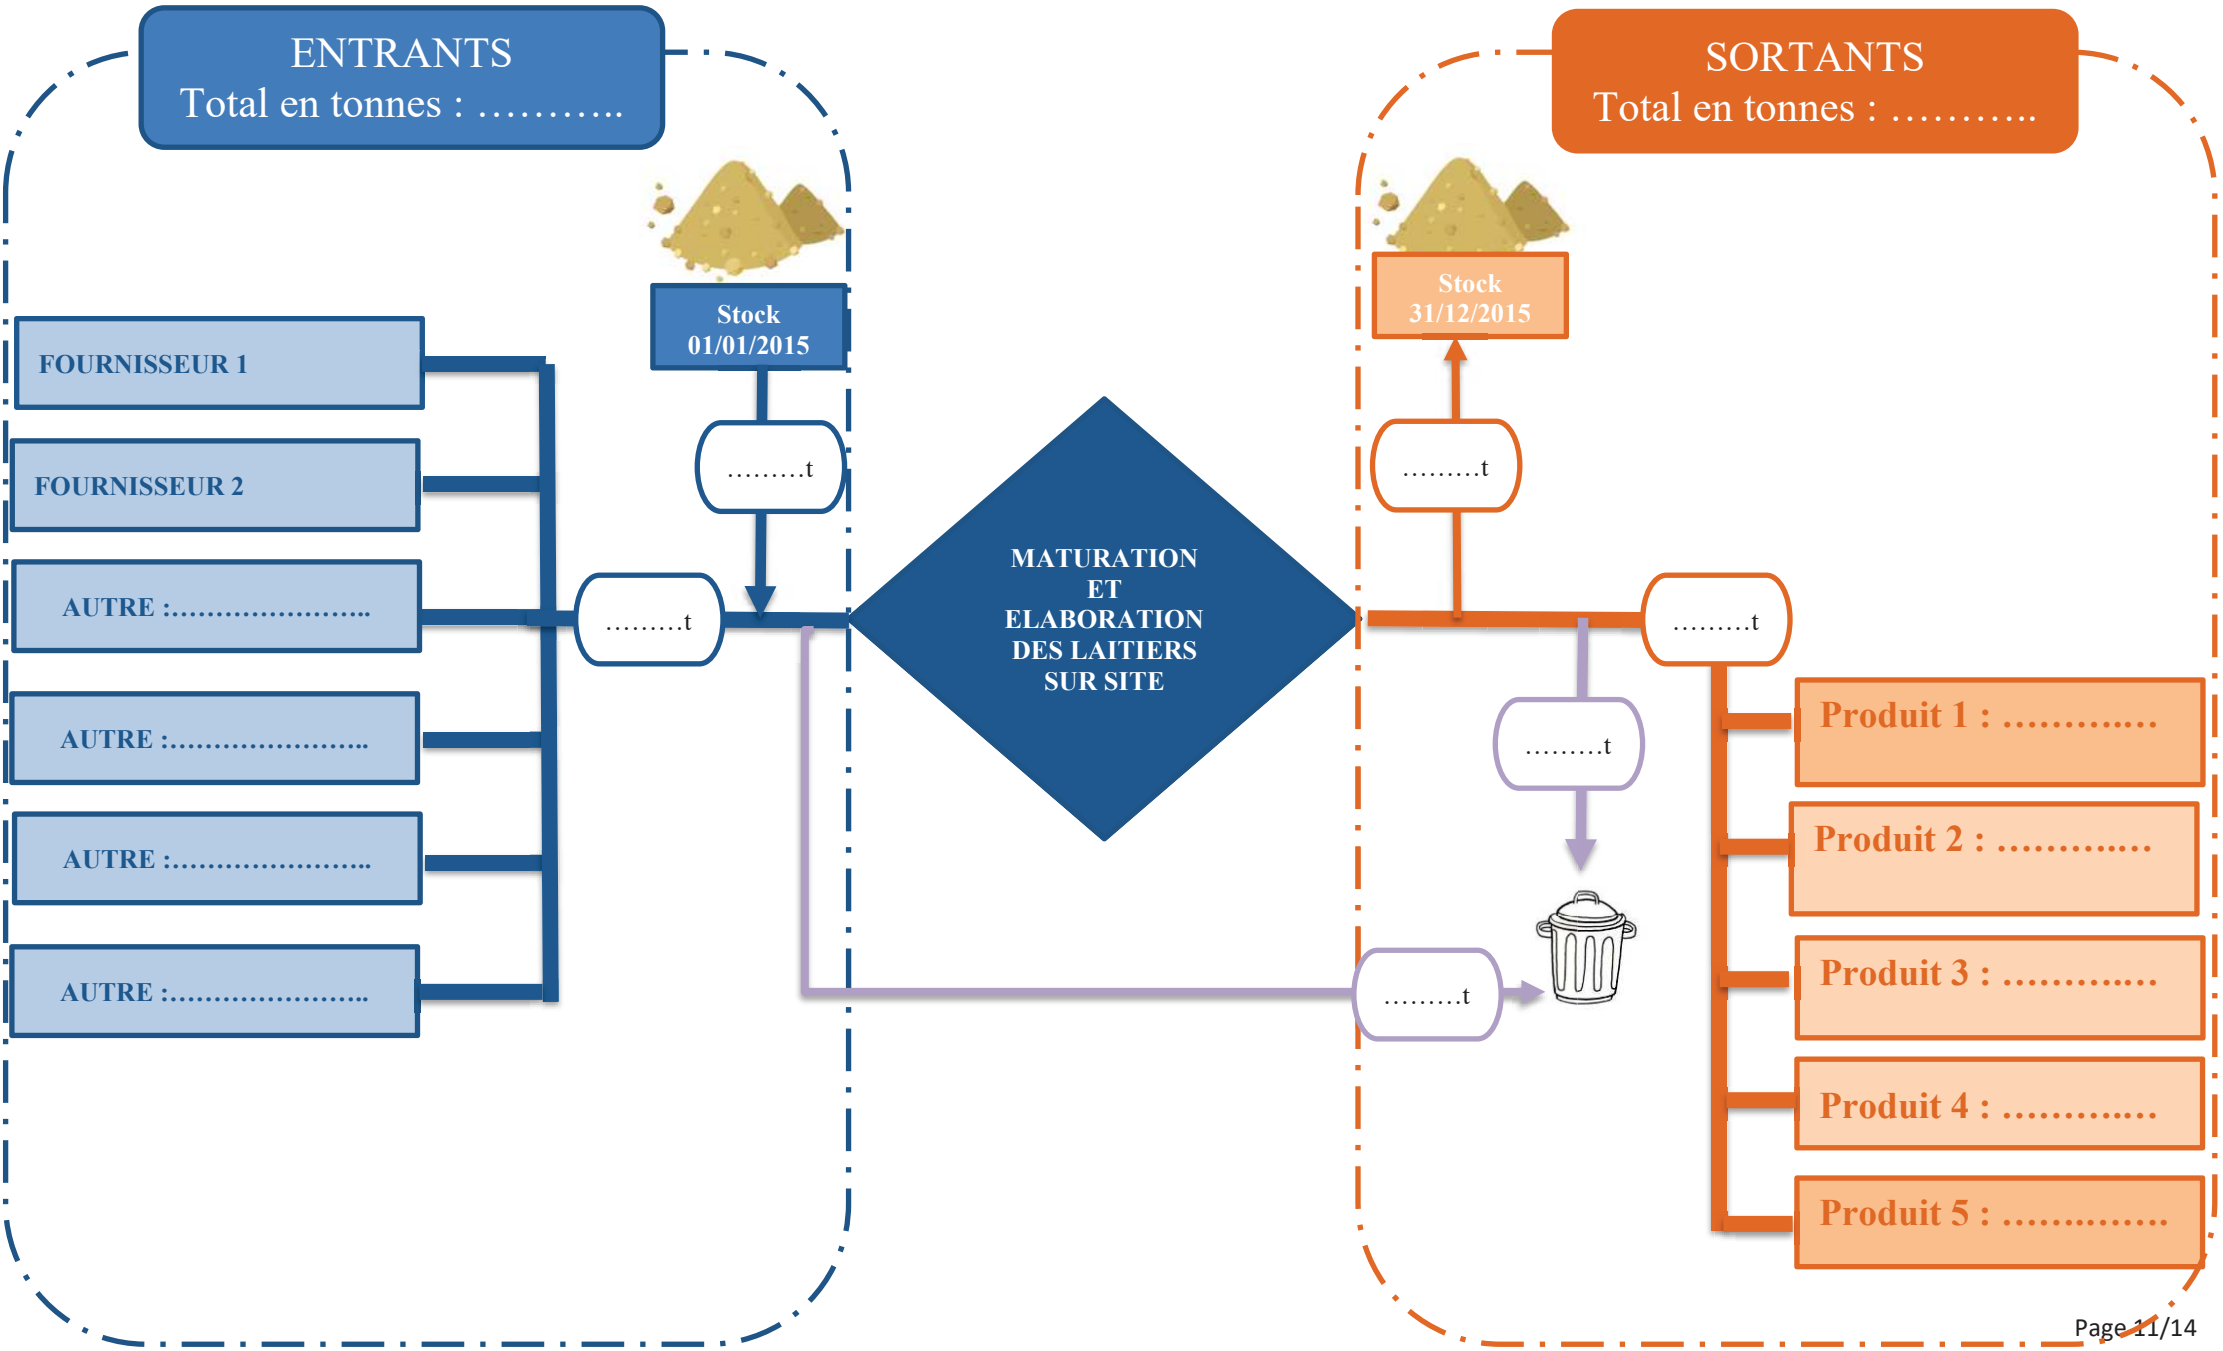 ENTRANTS
Total en tonnes : ………..
Stock
01/01/2015
FOURNISSEUR 1
FOURNISSEUR 2
AUTRE :…………………..
AUTRE :…………………..
AUTRE :…………………..
AUTRE :…………………..
………t
………t
MATURATION
ET
ELABORATION
DES LAITIERS
SUR SITE
SORTANTS
Total en tonnes : ………..
Stock
31/12/2015
………t
………t
………t
………t
Produit 1 : ………..…
Produit 2 : ………..…
Produit 3 : ………..…
Produit 4 : ………..…
Produit 5 : ……..……
Page 11/14